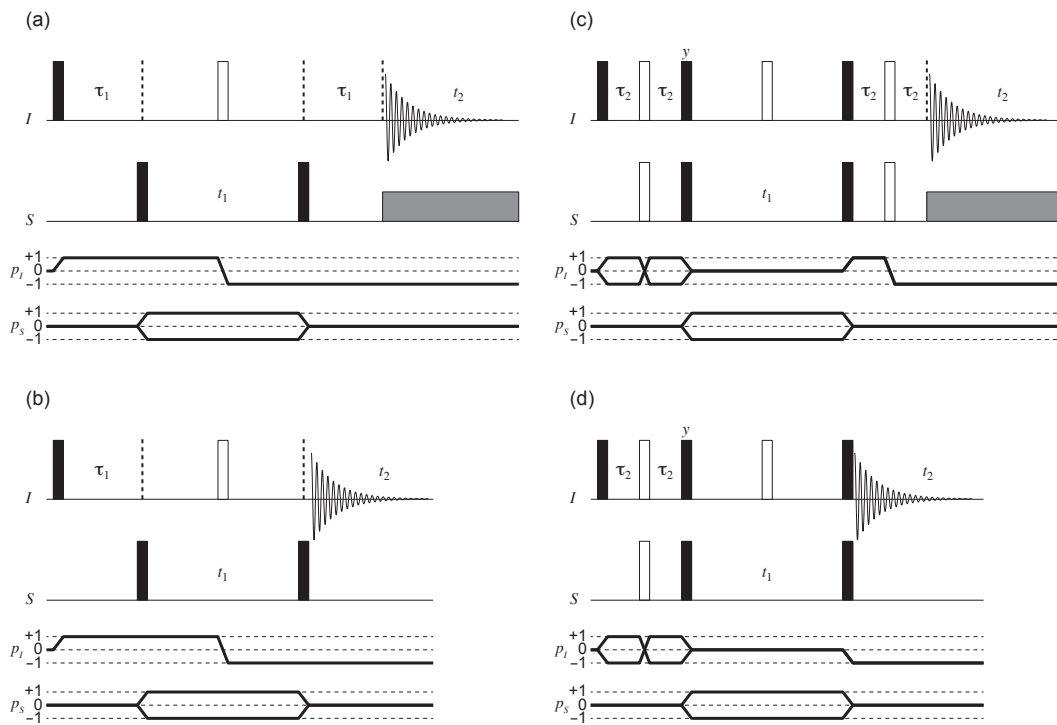 (a)
τ1 τ1 t2
I
t1
S
+1
pI 0
−1
+1
pS 0
−1
(b)
τ1 t2
I
t1
S
+1
pI 0
−1
+1
pS 0
−1
(c)
y
τ2 τ2 τ2 τ2 t2
I
t1
S
+1
pI 0
−1
+1
pS 0
−1
(d)
y
τ2 τ2 t2
I
t1
S
+1
pI 0
−1
+1
pS 0
−1